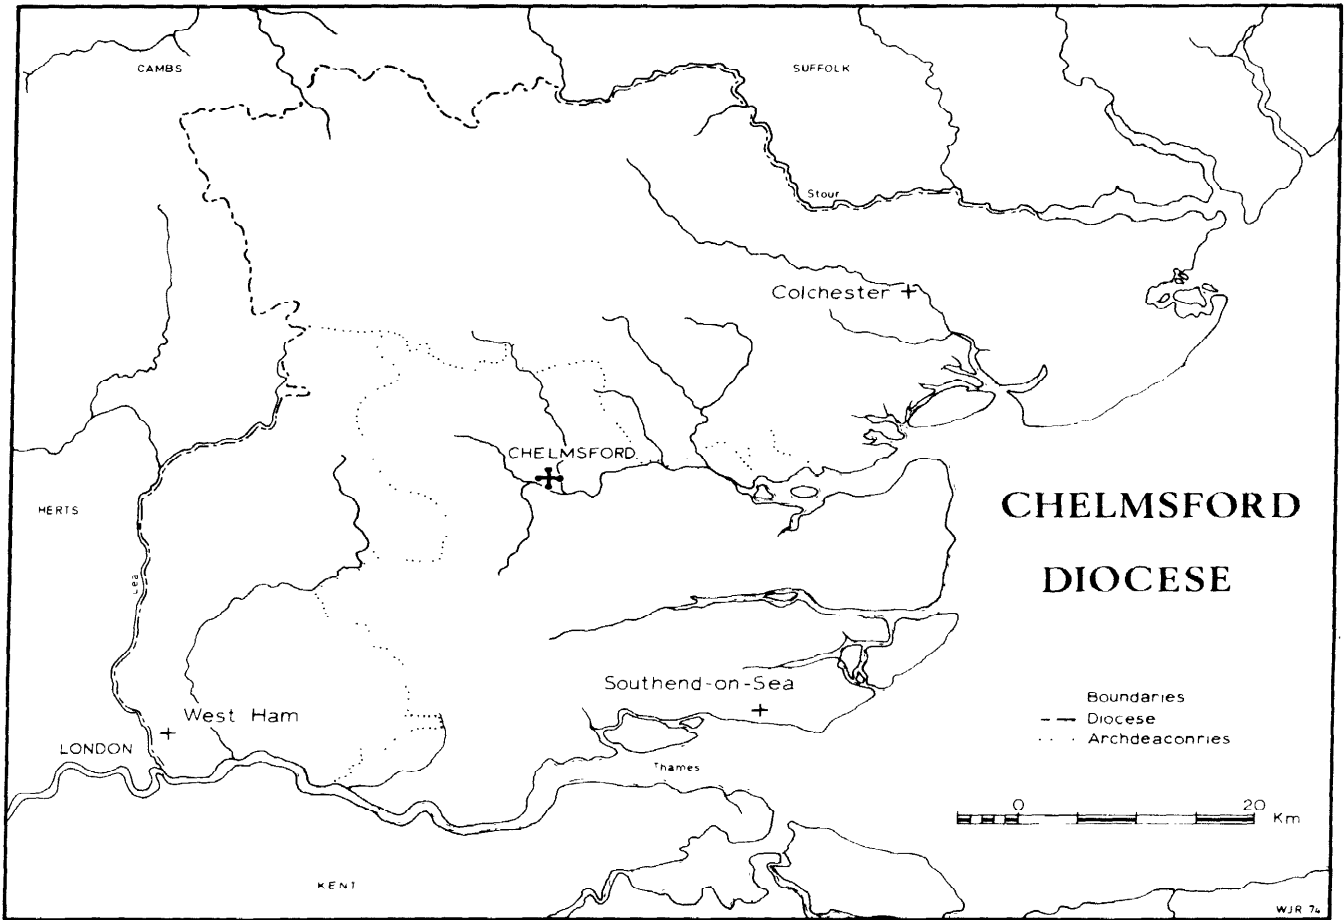 CAMBS
SUFFOLK
Stour
Colchester
CHELMSFORD
HERTS
CHELMSFORD
DIOCESE
Lea
Southend-on-Sea
Boundaries
Diocese
Archdeaconries
West Ham
LONDON
Thames
0 20
Km
KENT
WJR 74